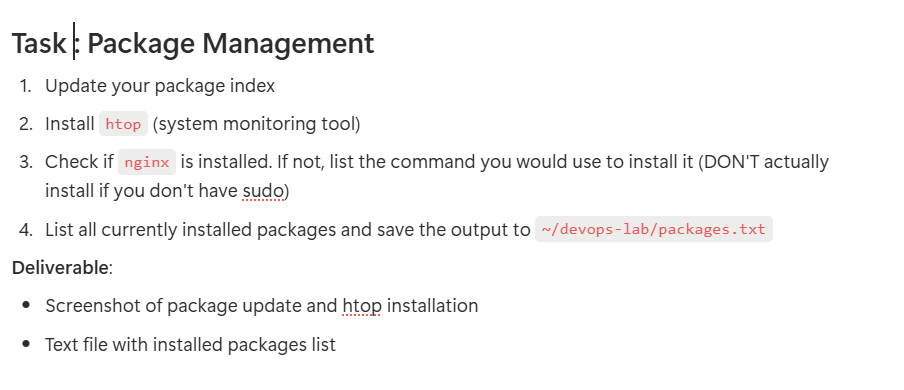 Task : Package Management
1. Update your package index
2. Install htop (system monitoring tool)
3. Check if nginx is installed. If not, list the command you would use to install it (DON'T actually
install if you don't have sudo)
4. List all currently installed packages and save the output to ~/devops-lab/packages.txt
Deliverable:
• Screenshot of package update and htop installation
• Text file with installed packages list